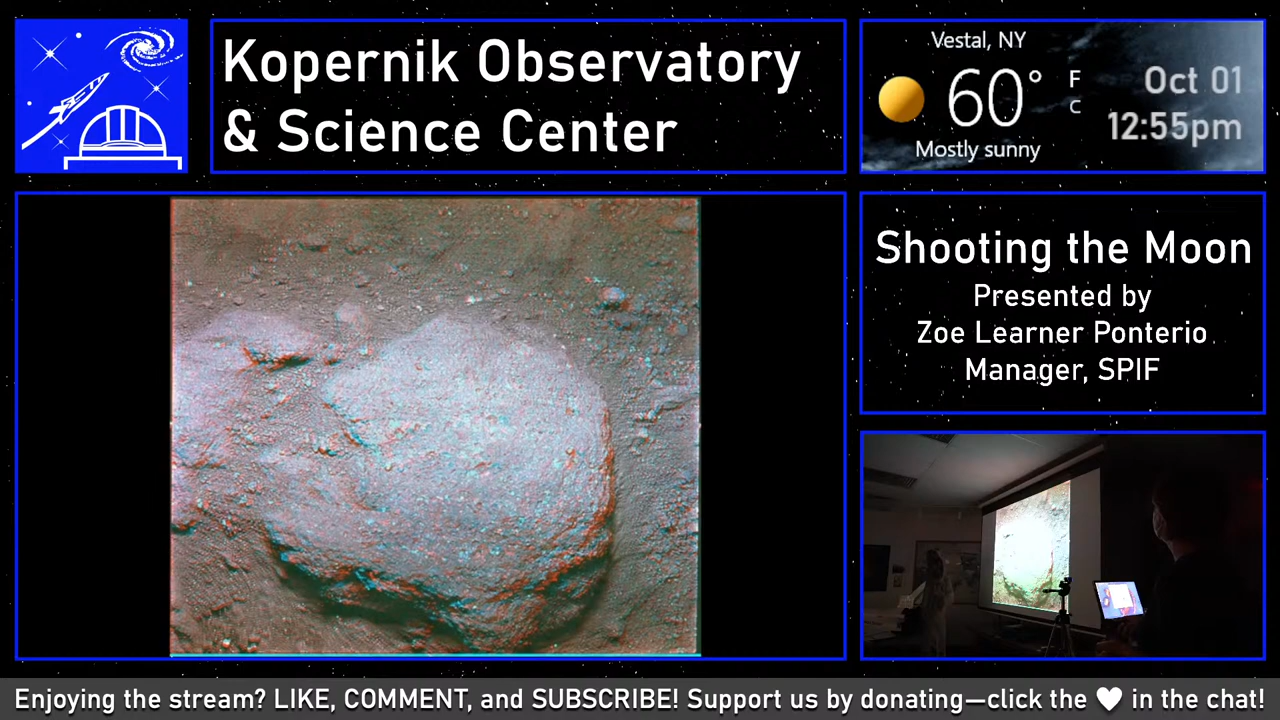 Kopernik Observatory
& Science Center
Vestal, NY
60° F
C
Mostly sunny
Oct 01
12:55pm
Shooting the Moon
Presented by
Zoe Learner Ponterio
Manager, SPIF
Enjoying the stream? LIKE, COMMENT, and SUBSCRIBE! Support us by donating—click the ♥ in the chat!